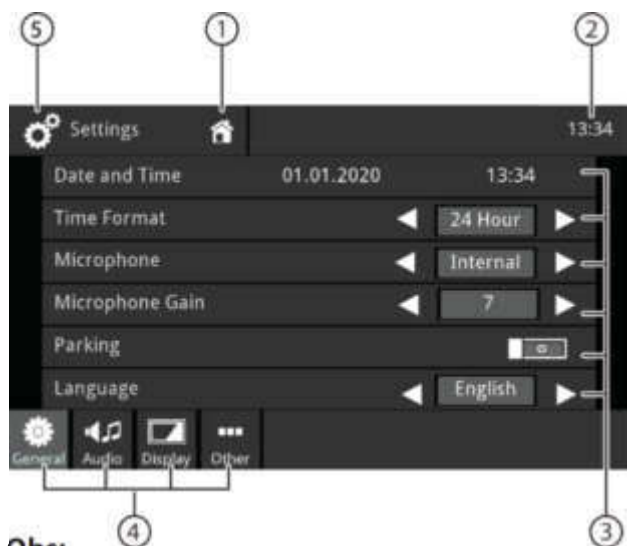 5 1 2
Settings 13:34
Date and Time 01.01.2020 13:34
Time Format 24 Hour
Microphone Internal
Microphone Gain 7
Parking
Language English
General Audio Display Other
4 3
Obs: